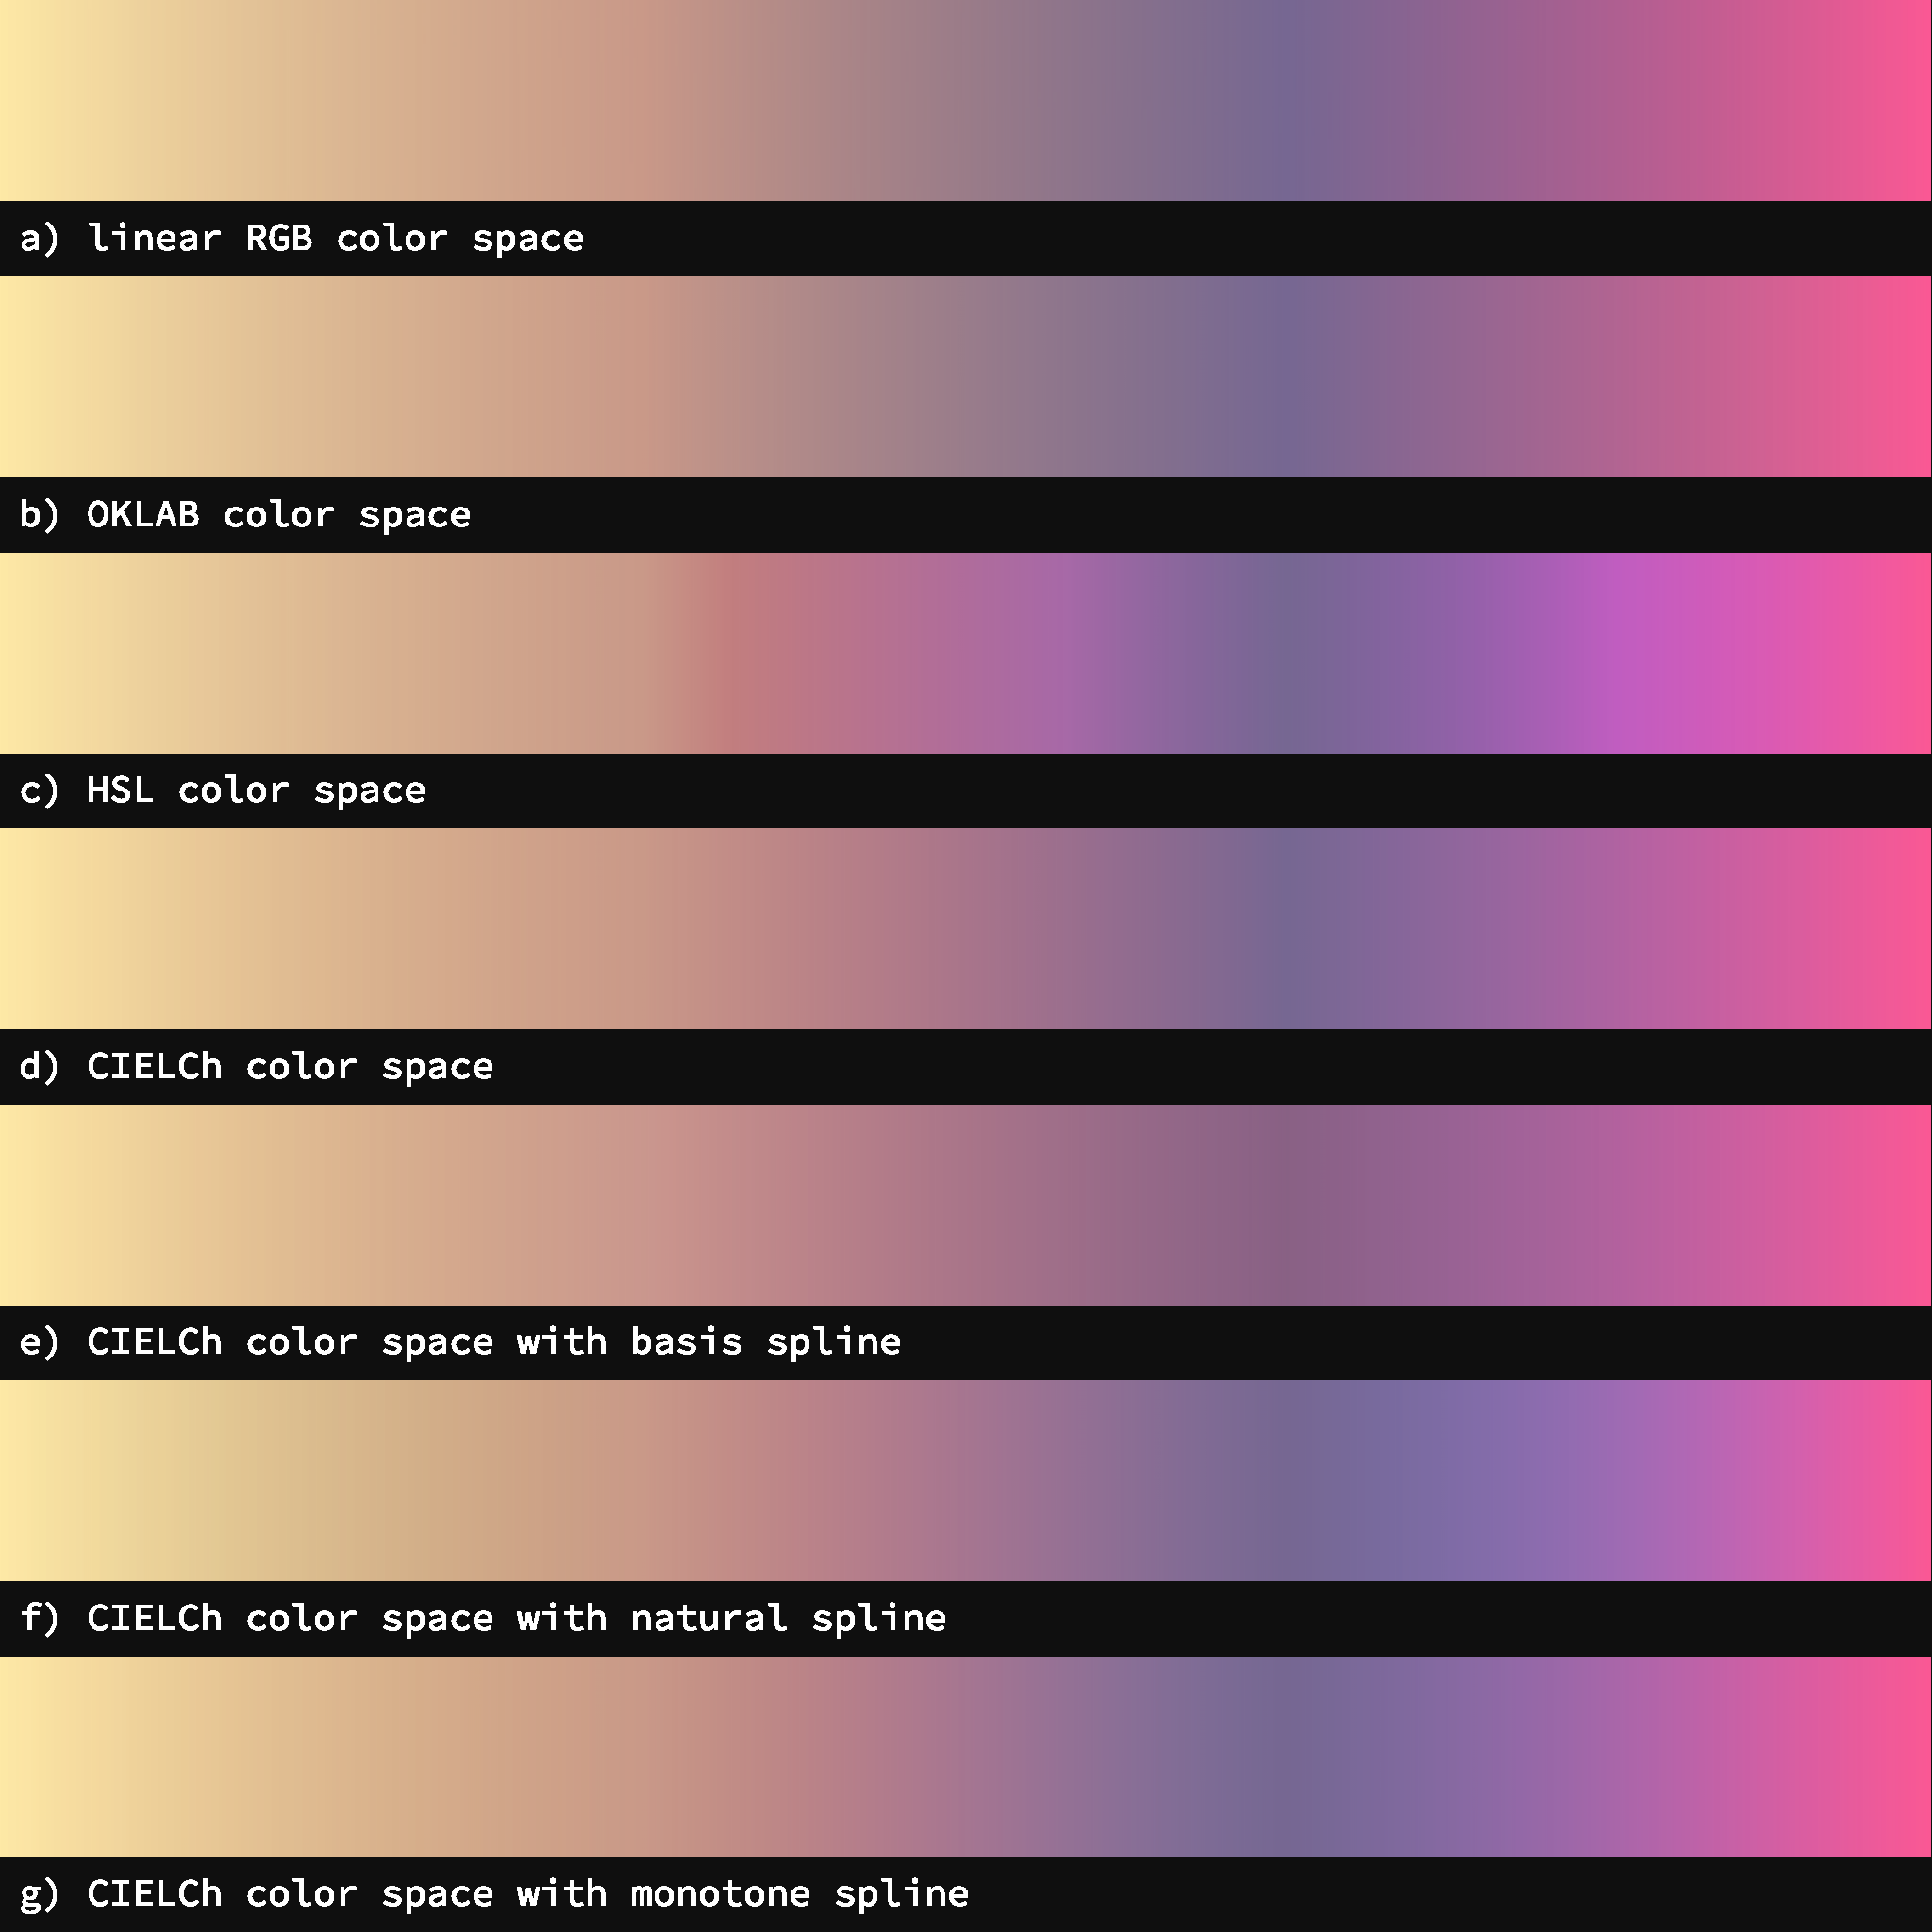 a) linear RGB color space
b) OKLAB color space
c) HSL color space
d) CIELCh color space
e) CIELCh color space with basis spline
f) CIELCh color space with natural spline
g) CIELCh color space with monotone spline